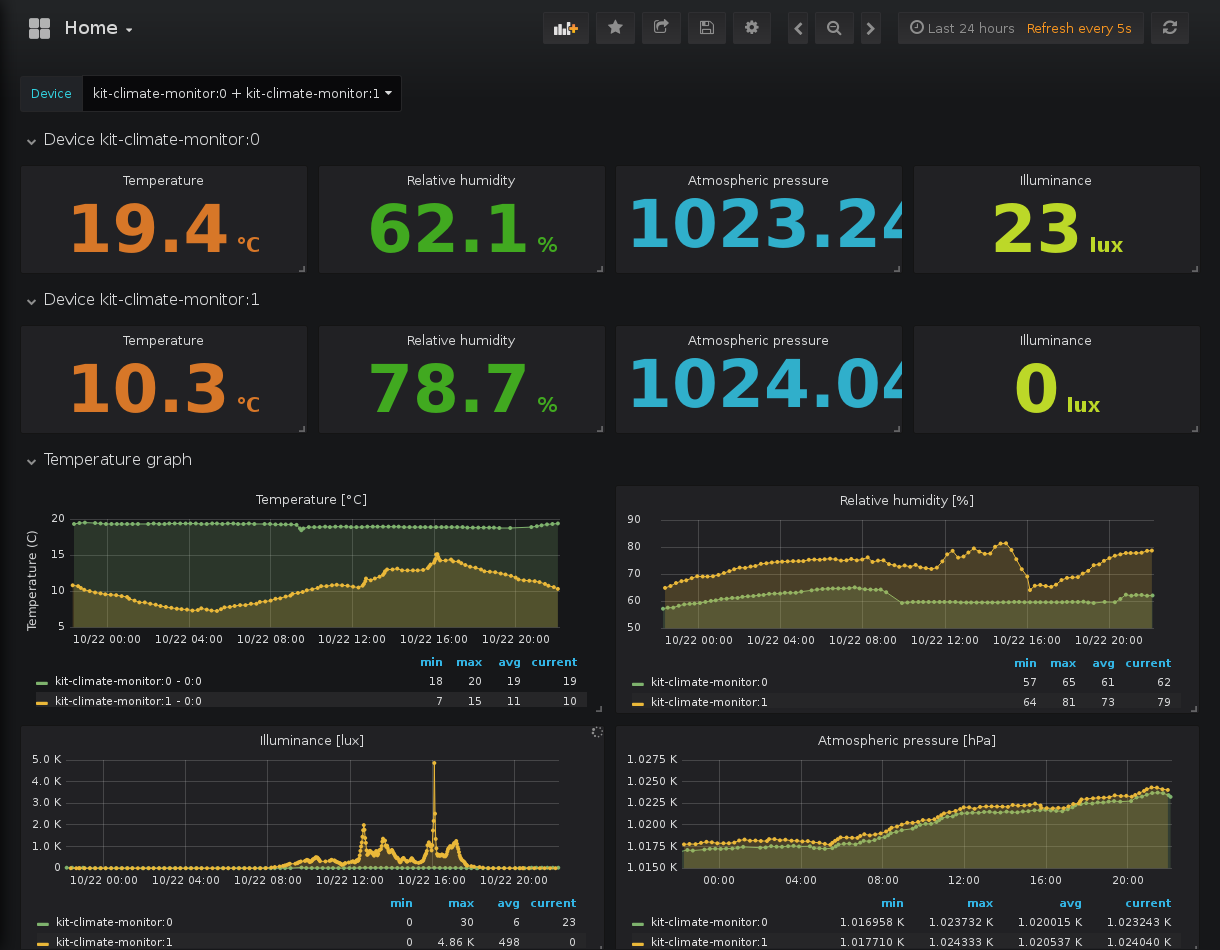 Home
Last 24 hours Refresh every 5s
Device kit-climate-monitor:0 + kit-climate-monitor:1
Device kit-climate-monitor:0
Temperature Relative humidity Atmospheric pressure Illuminance
19.4 °C 62.1 % 1023.24 23 lux
Device kit-climate-monitor:1
Temperature Relative humidity Atmospheric pressure Illuminance
10.3 °C 78.7 % 1024.04 0 lux
Temperature graph
Temperature [°C]
Temperature (C)
20
15
10
5
10/22 00:00 10/22 04:00 10/22 08:00 10/22 12:00 10/22 16:00 10/22 20:00
min max avg current
kit-climate-monitor:0 - 0:0 18 20 19 19
kit-climate-monitor:1 - 0:0 7 15 11 10
Relative humidity [%]
90
80
70
60
50
10/22 00:00 10/22 04:00 10/22 08:00 10/22 12:00 10/22 16:00 10/22 20:00
min max avg current
kit-climate-monitor:0 57 65 61 62
kit-climate-monitor:1 64 81 73 79
Illuminance [lux]
5.0 K
4.0 K
3.0 K
2.0 K
1.0 K
0
10/22 00:00 10/22 04:00 10/22 08:00 10/22 12:00 10/22 16:00 10/22 20:00
min max avg current
kit-climate-monitor:0 0 30 6 23
kit-climate-monitor:1 0 4.86 K 498 0
Atmospheric pressure [hPa]
1.0275 K
1.0250 K
1.0225 K
1.0200 K
1.0175 K
1.0150 K
00:00 04:00 08:00 12:00 16:00 20:00
min max avg current
kit-climate-monitor:0 1.016958 K 1.023732 K 1.020015 K 1.023243 K
kit-climate-monitor:1 1.017710 K 1.024333 K 1.020537 K 1.024040 K